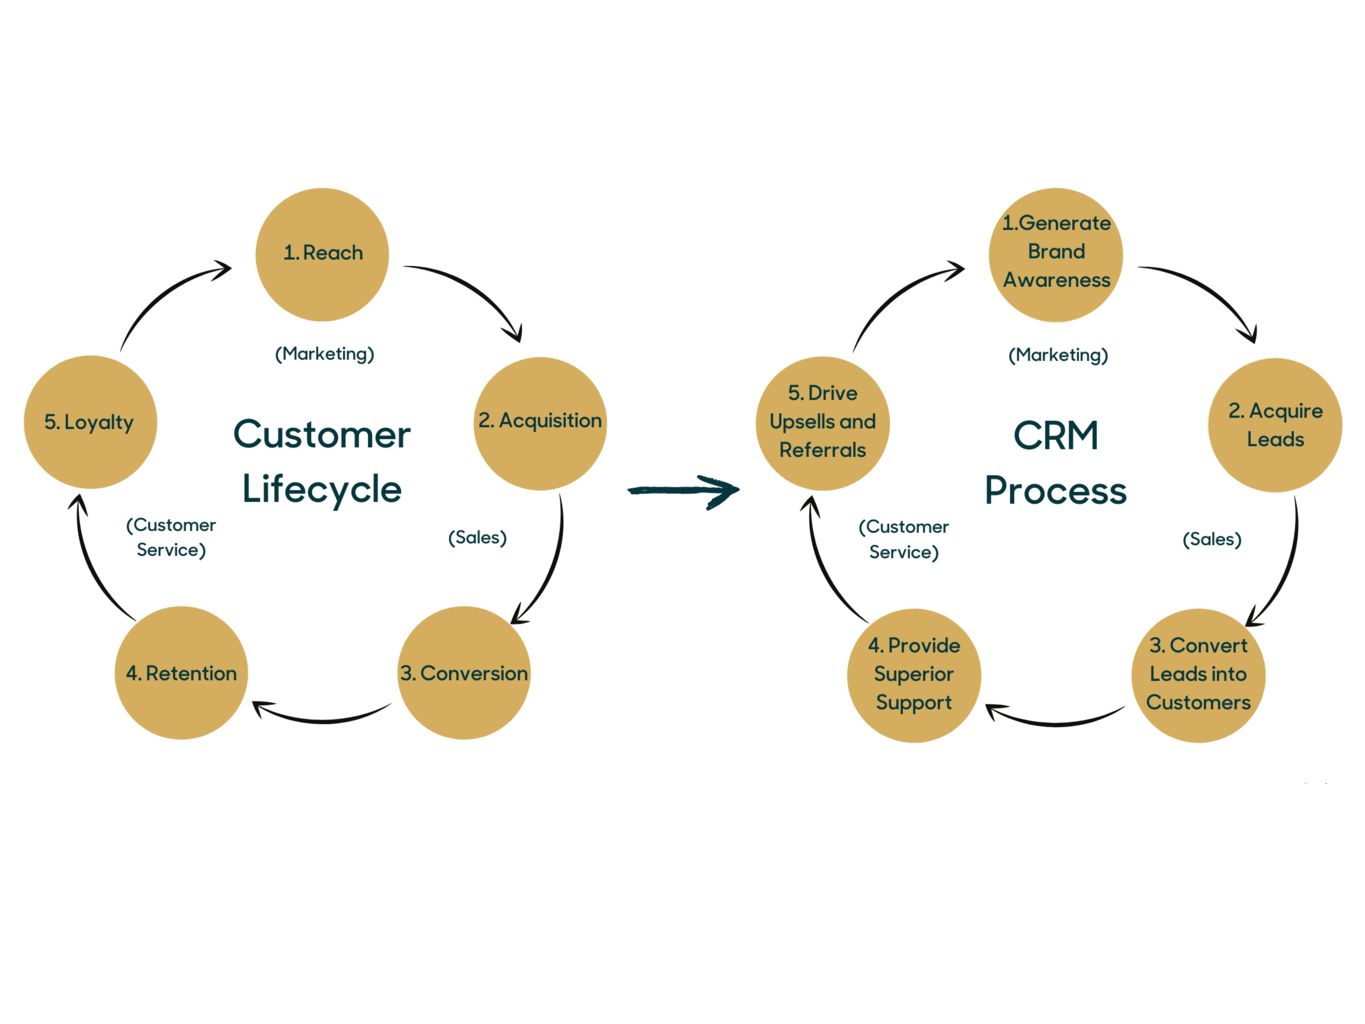 1. Reach
(Marketing)
2. Acquisition
5. Loyalty
Customer
Lifecycle
(Customer
Service)
(Sales)
4. Retention
3. Conversion
1.Generate
Brand
Awareness
(Marketing)
5. Drive
Upsells and
Referrals
2. Acquire
Leads
CRM
Process
(Customer
Service)
(Sales)
4. Provide
Superior
Support
3. Convert
Leads into
Customers